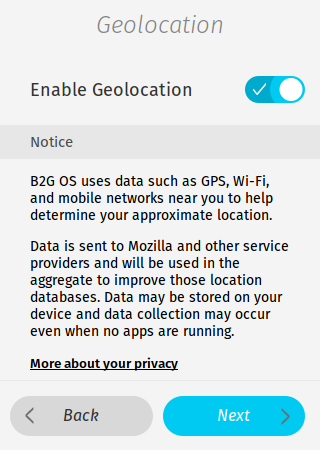 Geolocation
Enable Geolocation
Notice
B2G OS uses data such as GPS, Wi-Fi,
and mobile networks near you to help
determine your approximate location.
Data is sent to Mozilla and other service
providers and will be used in the
aggregate to improve those location
databases. Data may be stored on your
device and data collection may occur
even when no apps are running.
More about your privacy
Back
Next